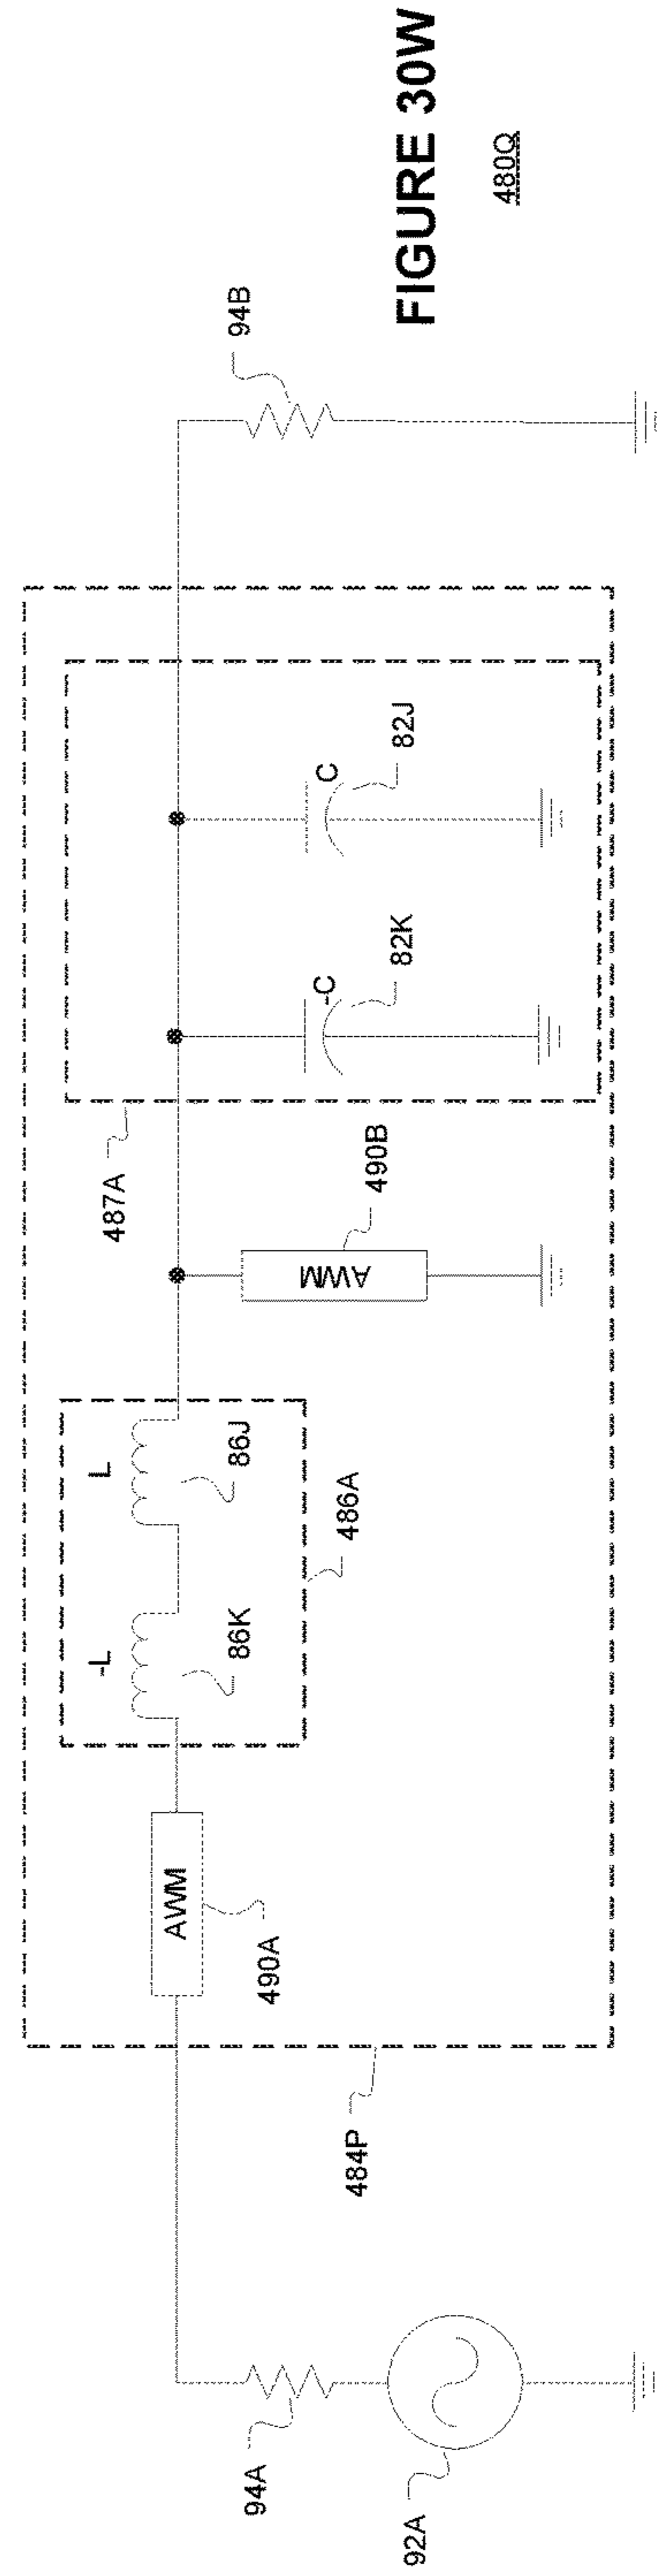 FIGURE 30W
480Q
94B
C
82J
-C
82K
487A
490B
AWM
L
86J
486A
-L
86K
AWM
490A
484P
94A
92A